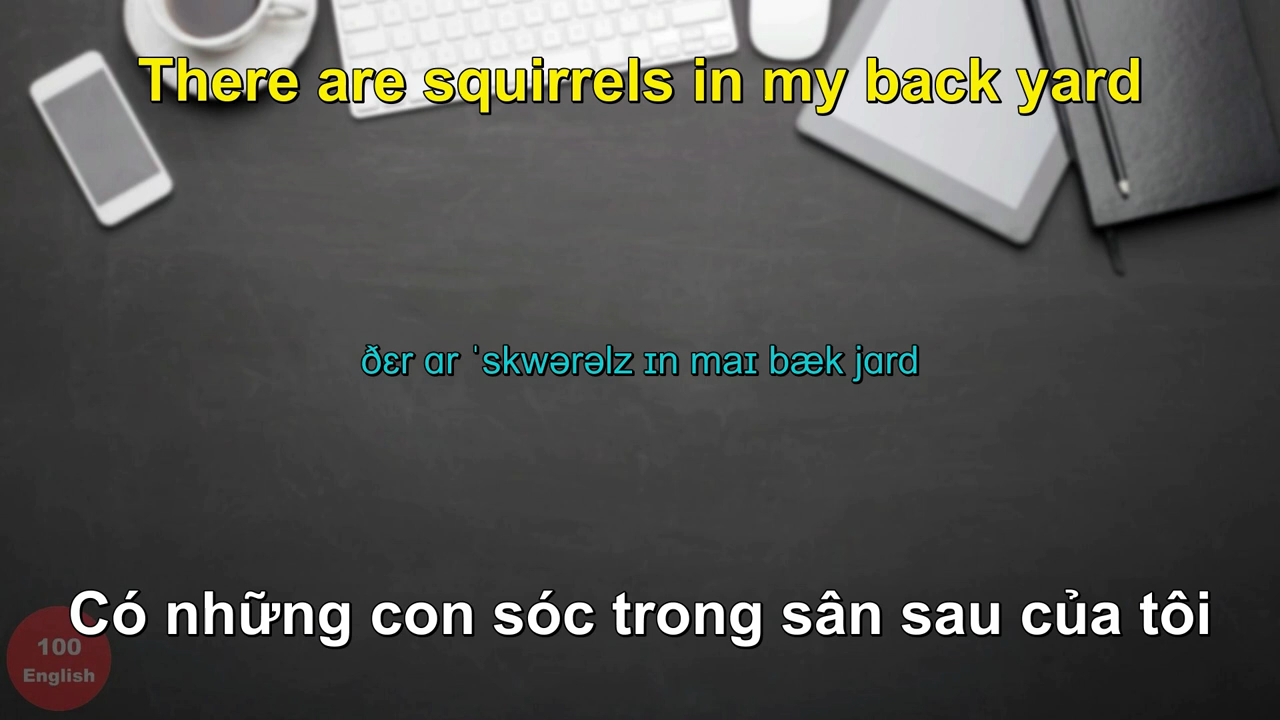 There are squirrels in my back yard
ðɛr ɑr ˈskwərəlz ɪn maɪ bæk jɑrd
Có những con sóc trong sân sau của tôi
100
English